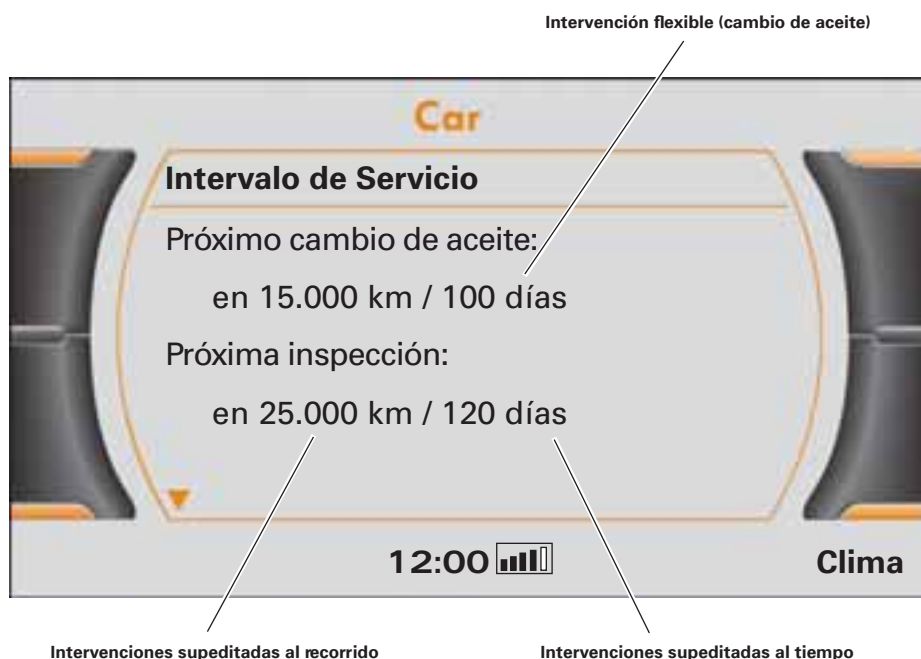 Intervención flexible (cambio de aceite)
Car
Intervalo de Servicio
Próximo cambio de aceite:
en 15.000 km / 100 días
Próxima inspección:
en 25.000 km / 120 días
12:00
Clima
Intervenciones supeditadas al recorrido
Intervenciones supeditadas al tiempo